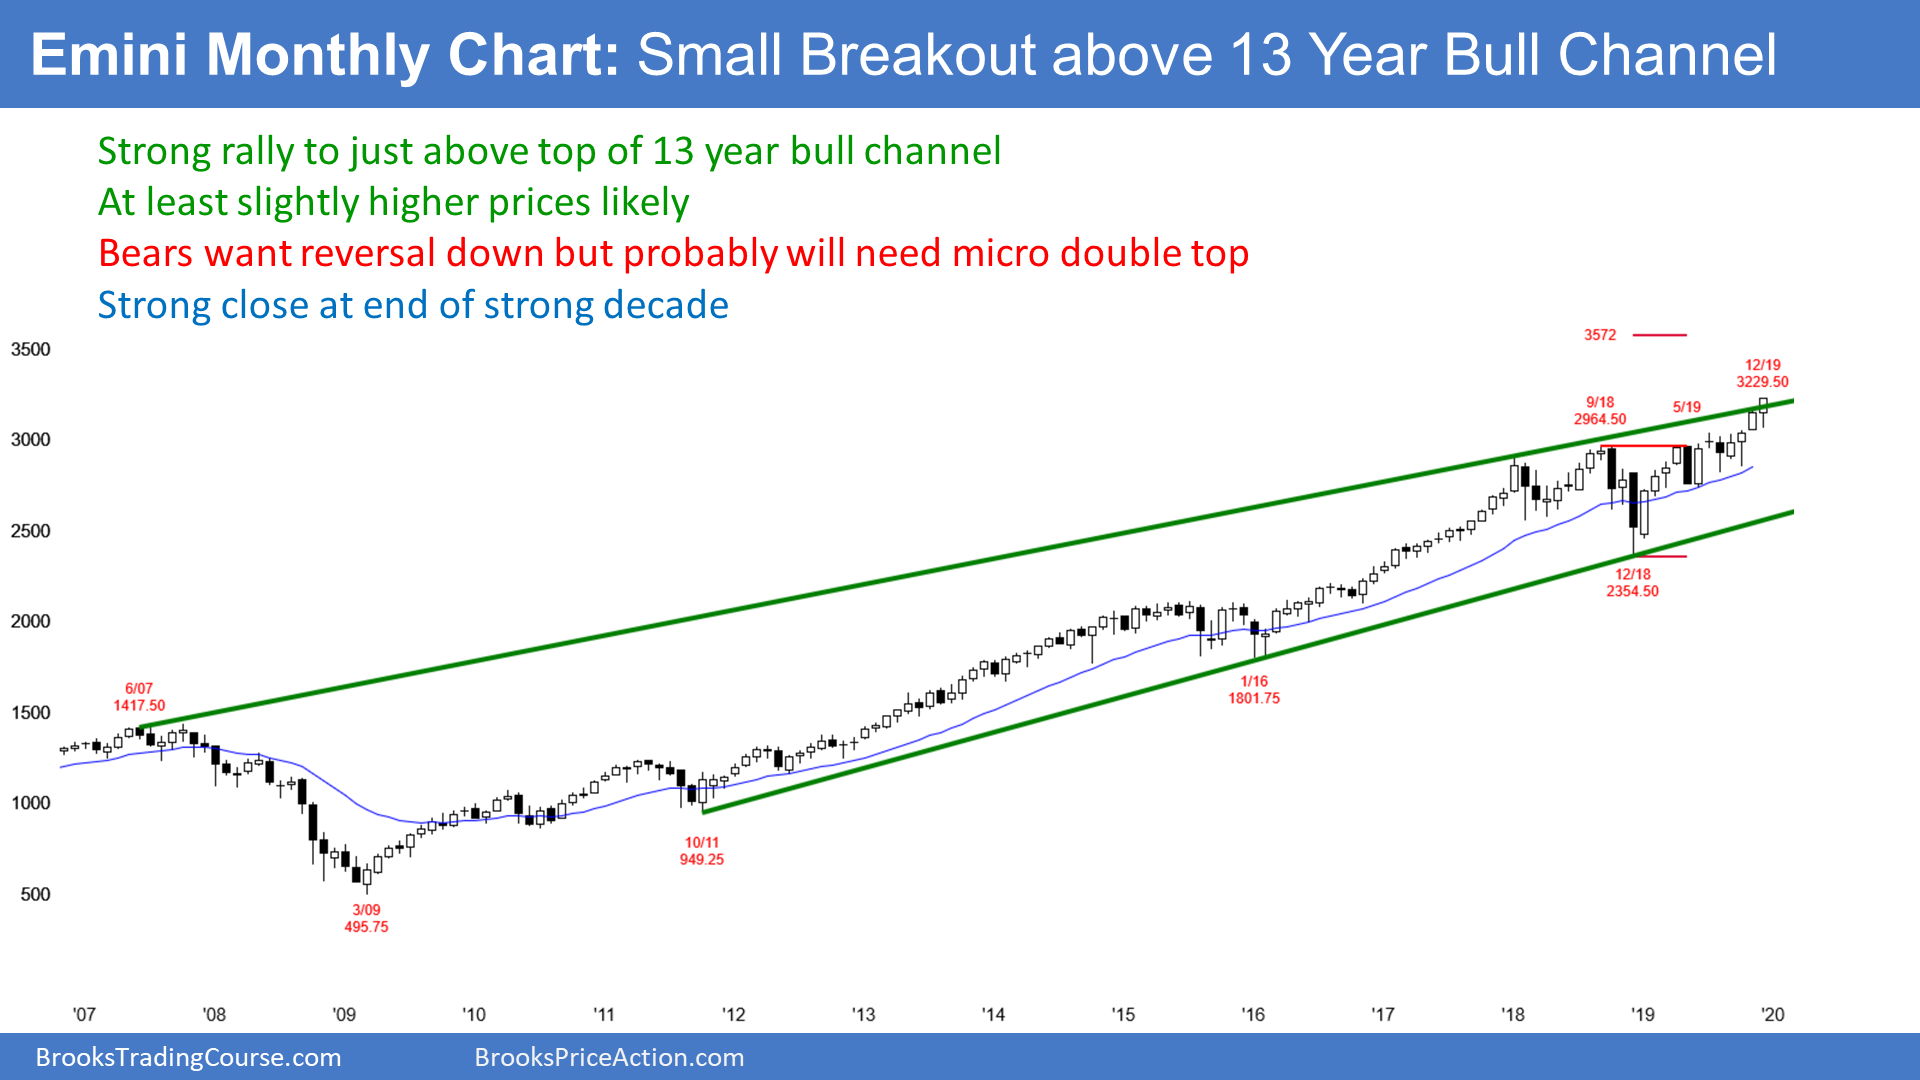 Emini Monthly Chart: Small Breakout above 13 Year Bull Channel
Strong rally to just above top of 13 year bull channel
At least slightly higher prices likely
Bears want reversal down but probably will need micro double top
Strong close at end of strong decade
3572
3500
12/19
3229.50
9/18
2964.50
5/19
3000
2500
12/18
2354.50
2000
6/07
1417.50
1/16
1801.75
1500
1000
10/11
949.25
500
3/09
495.75
'07 '08 '09 '10 '11 '12 '13 '14 '15 '16 '17 '18 '19 '20
BrooksTradingCourse.com
BrooksPriceAction.com